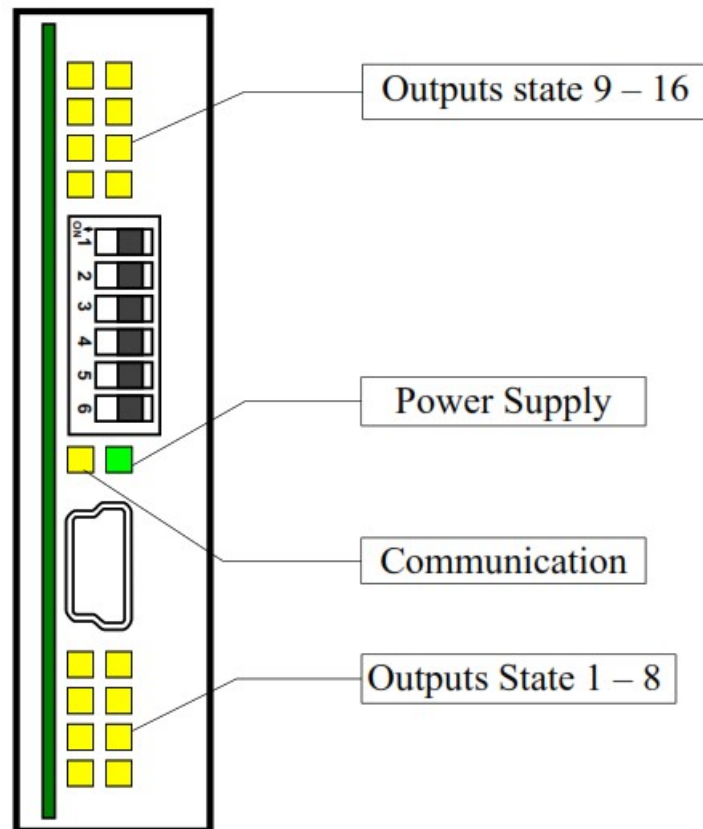 Outputs state 9 – 16
ON
1
2
3
4
5
6
Power Supply
Communication
Outputs State 1 – 8